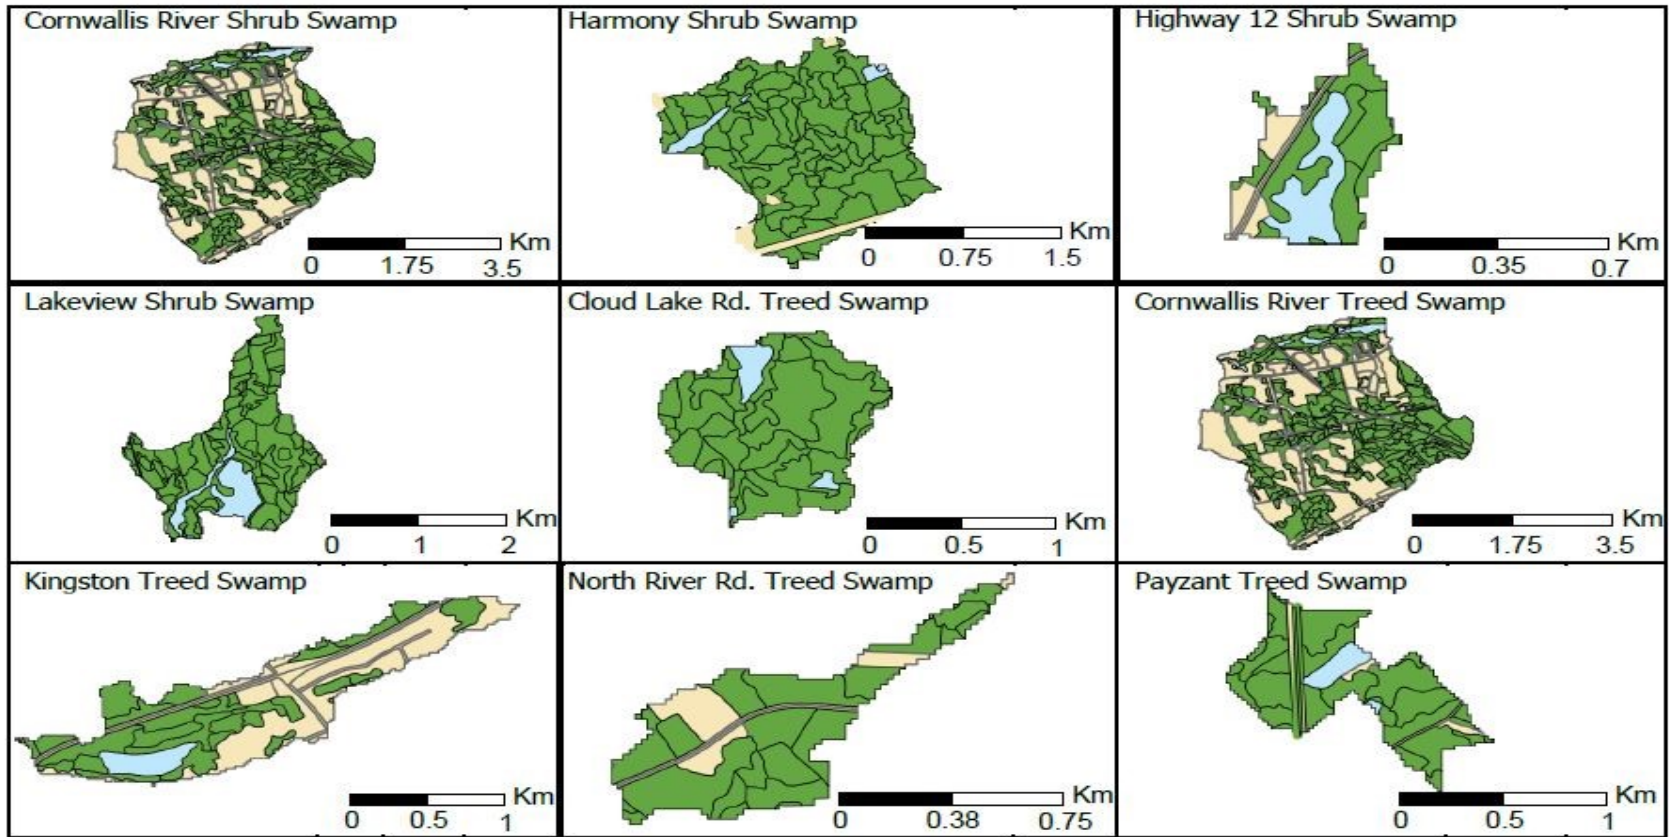 Cornwallis River Shrub Swamp
Km
0 1.75 3.5
Harmony Shrub Swamp
Km
0 0.75 1.5
Highway 12 Shrub Swamp
Km
0 0.35 0.7
Lakeview Shrub Swamp
Km
0 1 2
Cloud Lake Rd. Treed Swamp
Km
0 0.5 1
Cornwallis River Treed Swamp
Km
0 1.75 3.5
Kingston Treed Swamp
Km
0 0.5 1
North River Rd. Treed Swamp
Km
0 0.38 0.75
Payzant Treed Swamp
Km
0 0.5 1